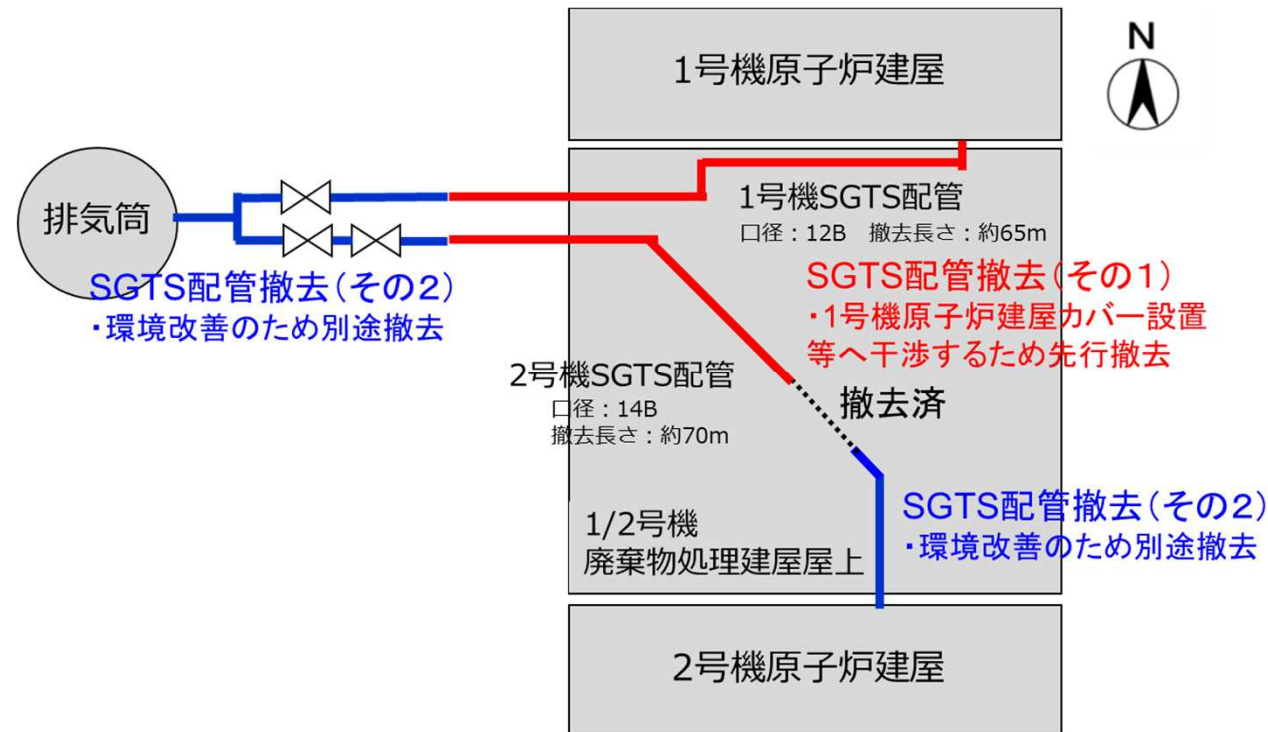 1号機原子炉建屋
N
排気筒
1号機SGTS配管
口径：12B　撤去長さ：約65m
SGTS配管撤去（その１）
・1号機原子炉建屋カバー設置
等へ干渉するため先行撤去
SGTS配管撤去（その２）
・環境改善のため別途撤去
2号機SGTS配管
口径：14B
撤去長さ：約70m
撤去済
SGTS配管撤去（その２）
・環境改善のため別途撤去
1/2号機
廃棄物処理建屋屋上
2号機原子炉建屋